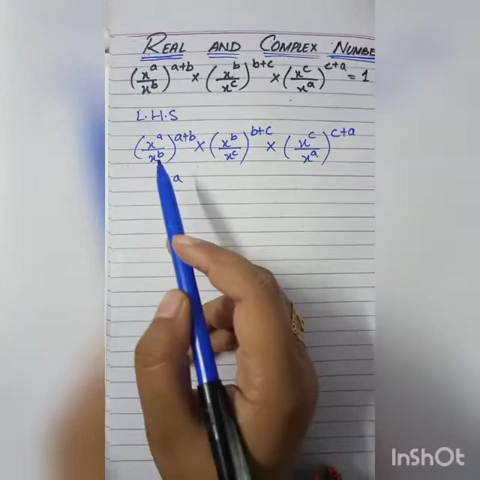 REAL AND COMPLEX NUMBE
(x^a/x^b)^{a+b} × (x^b/x^c)^{b+c} × (x^c/x^a)^{c+a} = 1
L.H.S
(x^a/x^b)^{a+b} × (x^b/x^c)^{b+c} × (x^c/x^a)^{c+a}
a
InShOt